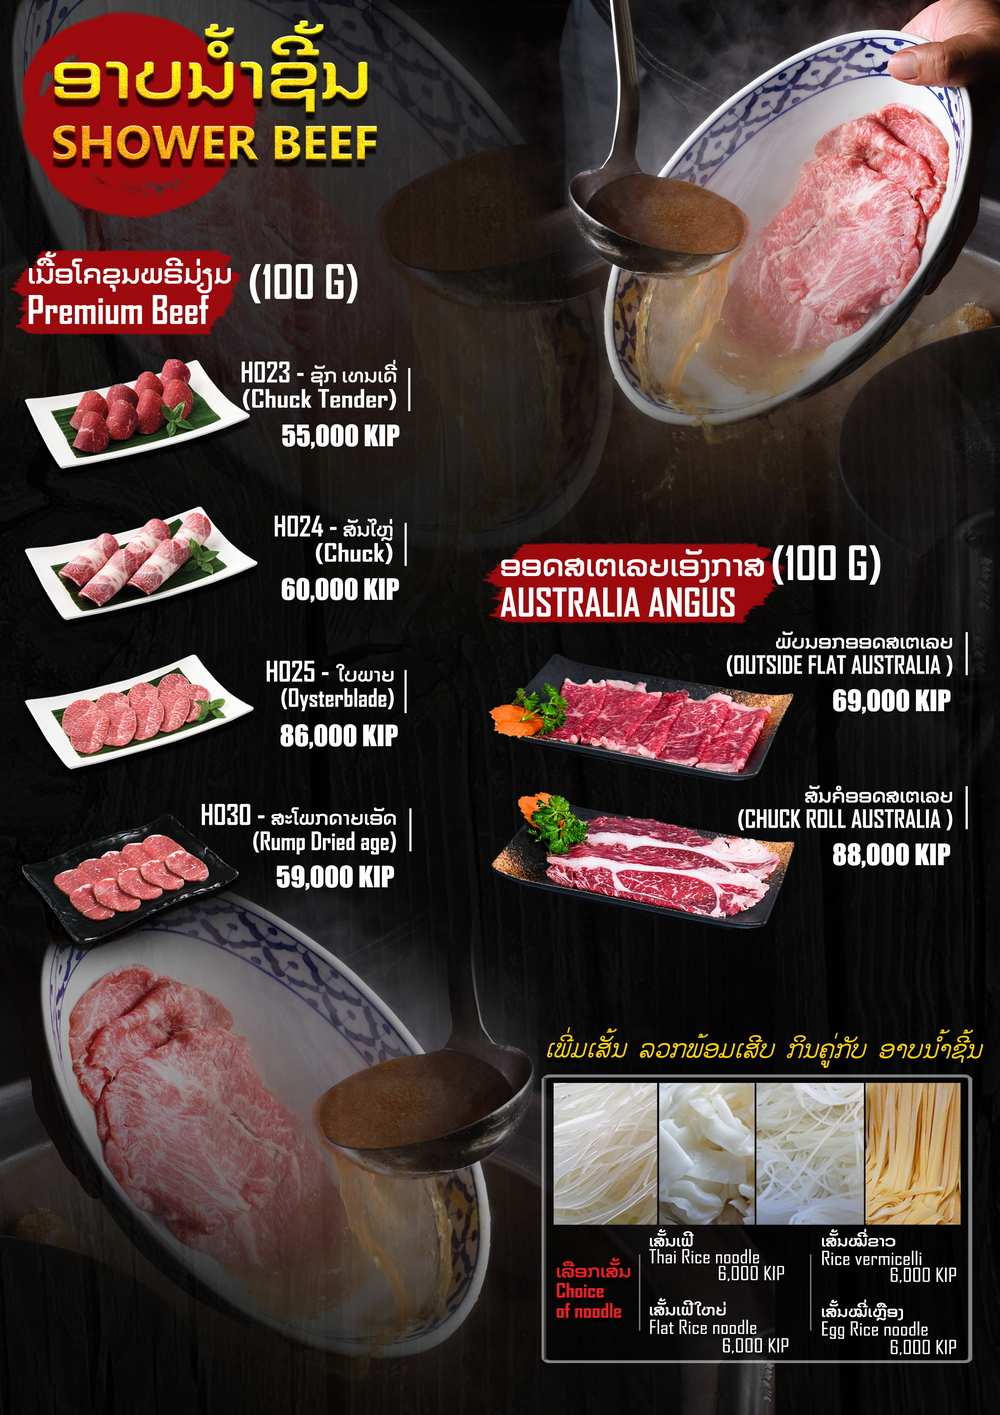 ອາບນ້ຳຊີ້ນ
SHOWER BEEF
ເນື້ອໂຄຂຸນພຣີມ່ຽມ (100 G)
Premium Beef
H023 - ຊັກ ເທນເດີ່
(Chuck Tender)
55,000 KIP
H024 - ສັນໃຫຼ່
(Chuck)
60,000 KIP
H025 - ໃບພາຍ
(Oysterblade)
86,000 KIP
H030 - ສະໂພກດາຍເອັດ
(Rump Dried age)
59,000 KIP
ອອດສເຕເລຍເອັງກາສ (100 G)
AUSTRALIA ANGUS
ພັບນອກອອດສເຕເລຍ
(OUTSIDE FLAT AUSTRALIA )
69,000 KIP
ສັນຄໍອອດສເຕເລຍ
(CHUCK ROLL AUSTRALIA )
88,000 KIP
ເພີ່ມເສັ້ນ ລວກພ້ອມເສີບ ກິນຄູ່ກັບ ອາບນ້ຳຊີ້ນ
ເລືອກເສັ້ນ
Choice
of noodle
ເສັ້ນເຝີ
Thai Rice noodle
6,000 KIP
ເສັ້ນເຝີໃຫຍ່
Flat Rice noodle
6,000 KIP
ເສັ້ນໝີ່ຂາວ
Rice vermicelli
6,000 KIP
ເສັ້ນໝີ່ເຫຼືອງ
Egg Rice noodle
6,000 KIP